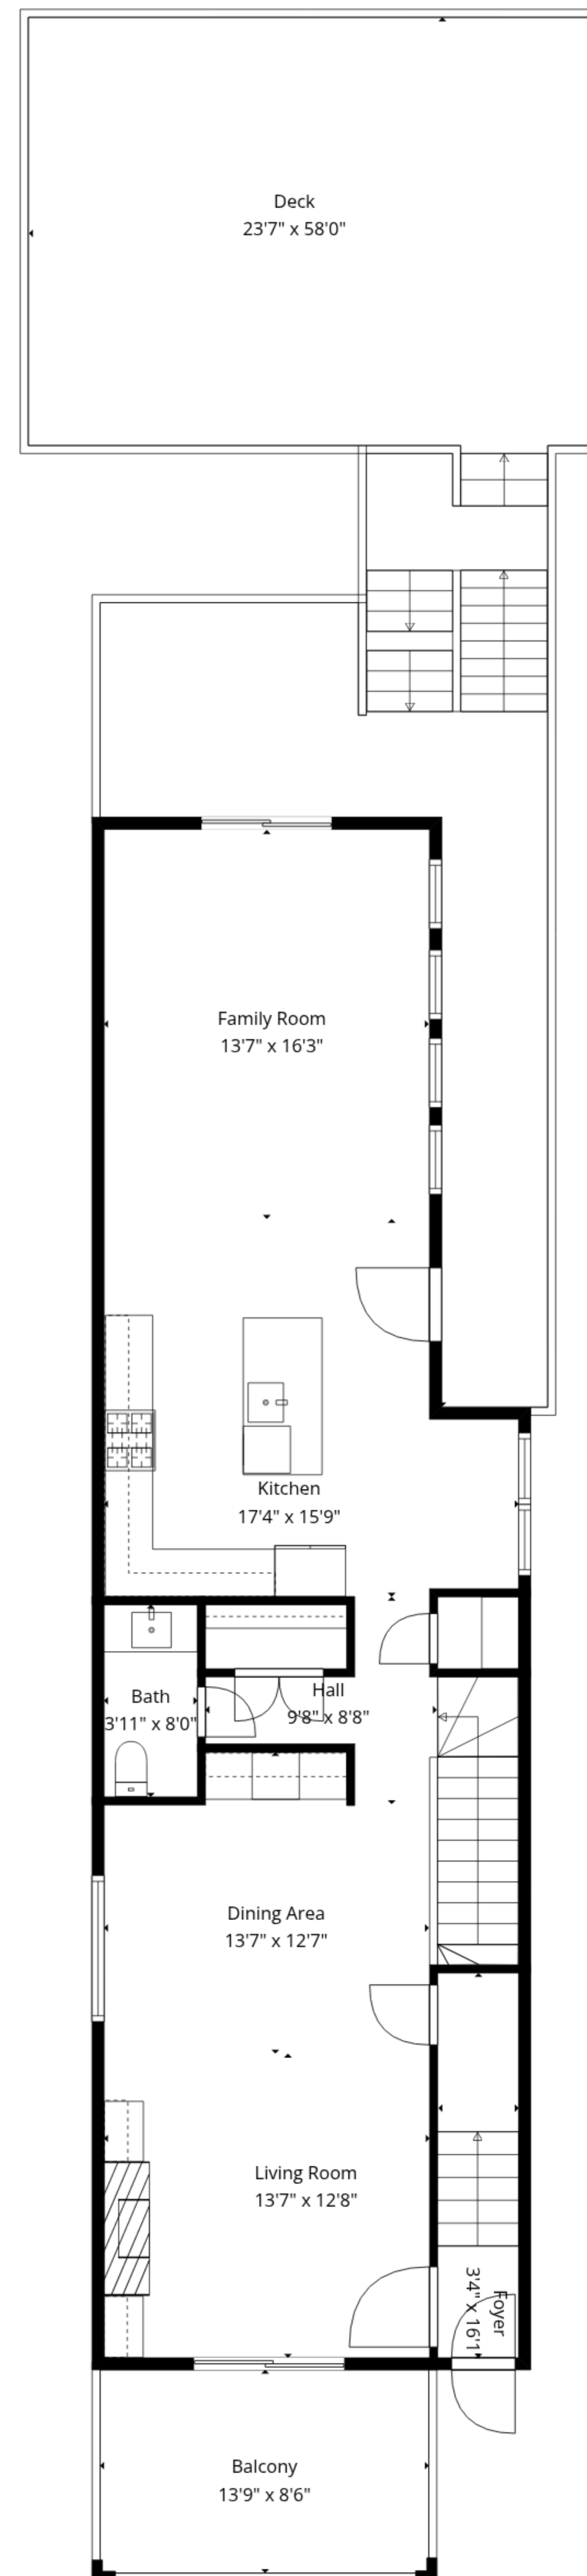 Deck
23'7" x 58'0"
Family Room
13'7" x 16'3"
Kitchen
17'4" x 15'9"
Bath
3'11" x 8'0"
Hall
9'8" x 8'8"
Dining Area
13'7" x 12'7"
Living Room
13'7" x 12'8"
Foyer
3'4" x 16'1"
Balcony
13'9" x 8'6"